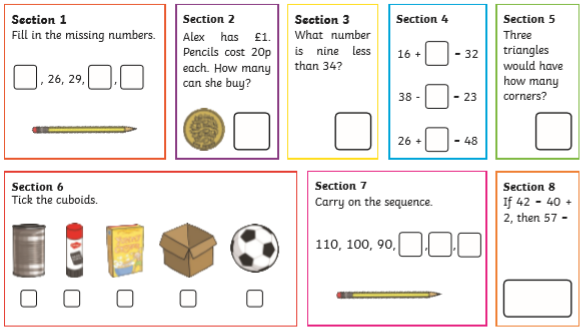 Section 1
Fill in the missing numbers.
, 26, 29, ,
Section 2
Alex has £1.
Pencils cost 20p
each. How many
can she buy?
Section 3
What number
is nine less
than 34?
Section 4
16 + - 32
38 - - 23
26 + - 48
Section 5
Three
triangles
would have
how many
corners?
Section 6
Tick the cuboids.
Section 7
Carry on the sequence.
110, 100, 90, , ,
Section 8
If 42 - 40 +
2, then 57 -